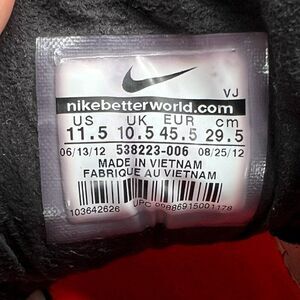 VJ
nikebetterworld.com
US UK EUR cm
11.5 10.5 45.5 29.5
06/13/12 538223-006 08/25/12
MADE IN VIETNAM
FABRIQUE AU VIETNAM
103642626 UPC